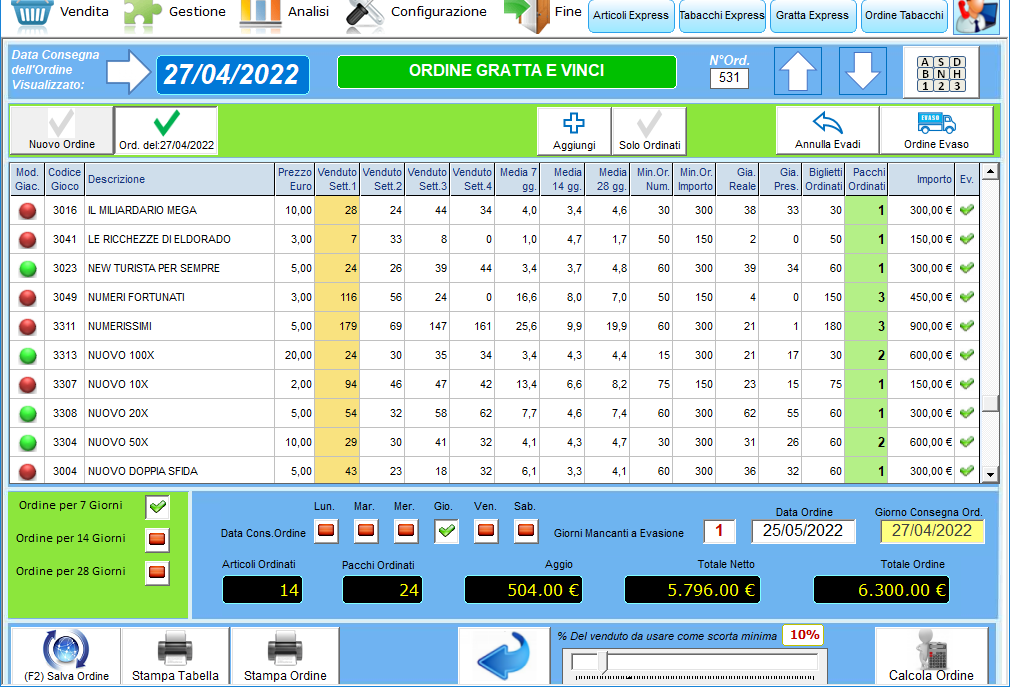 Vendita Gestione Analisi Configurazione Fine Articoli Express Tabacchi Express Gratta Express Ordine Tabacchi
Data Consegna
dell'Ordine
Visualizzato:
27/04/2022
ORDINE GRATTA E VINCI
N°Ord.
531
A S D
B N H
1 2 3
Nuovo Ordine
Ord. del:27/04/2022
Aggiungi
Solo Ordinati
Annulla Evadi
EVASO
Ordine Evaso
Mod. Giac. Codice Gioco Descrizione Prezzo Euro Venduto Sett.1 Venduto Sett.2 Venduto Sett.3 Venduto Sett.4 Media 7 gg. Media 14 gg. Media 28 gg. Min.Or. Num. Min.Or. Importo Gia. Reale Gia. Pres. Biglietti Ordinati Pacchi Ordinati Importo Ev.
3016 IL MILIARDARIO MEGA 10,00 28 24 44 34 4,0 3,4 4,6 30 300 38 33 30 1 300,00 €
3041 LE RICCHEZZE DI ELDORADO 3,00 7 33 8 0 1,0 4,7 1,7 50 150 2 0 50 1 150,00 €
3023 NEW TURISTA PER SEMPRE 5,00 24 26 39 44 3,4 3,7 4,8 60 300 39 34 60 1 300,00 €
3049 NUMERI FORTUNATI 3,00 116 56 24 0 16,6 8,0 7,0 50 150 4 0 150 3 450,00 €
3311 NUMERISSIMI 5,00 179 69 147 161 25,6 9,9 19,9 60 300 21 1 180 3 900,00 €
3313 NUOVO 100X 20,00 24 30 35 34 3,4 4,3 4,4 15 300 21 17 30 2 600,00 €
3307 NUOVO 10X 2,00 94 46 47 42 13,4 6,6 8,2 75 150 23 15 75 1 150,00 €
3308 NUOVO 20X 5,00 54 32 58 62 7,7 4,6 7,4 60 300 62 55 60 1 300,00 €
3304 NUOVO 50X 10,00 29 30 41 32 4,1 4,3 4,7 30 300 31 26 60 2 600,00 €
3004 NUOVO DOPPIA SFIDA 5,00 43 23 18 32 6,1 3,3 4,1 60 300 36 32 60 1 300,00 €
Ordine per 7 Giorni
Ordine per 14 Giorni
Ordine per 28 Giorni
Lun. Mar. Mer. Gio. Ven. Sab.
Data Cons.Ordine
Giorni Mancanti a Evasione
1
Data Ordine
25/05/2022
Giorno Consegna Ord.
27/04/2022
Articoli Ordinati
14
Pacchi Ordinati
24
Aggio
504.00 €
Totale Netto
5.796.00 €
Totale Ordine
6.300.00 €
(F2) Salva Ordine
Stampa Tabella
Stampa Ordine
% Del venduto da usare come scorta minima
10%
Calcola Ordine